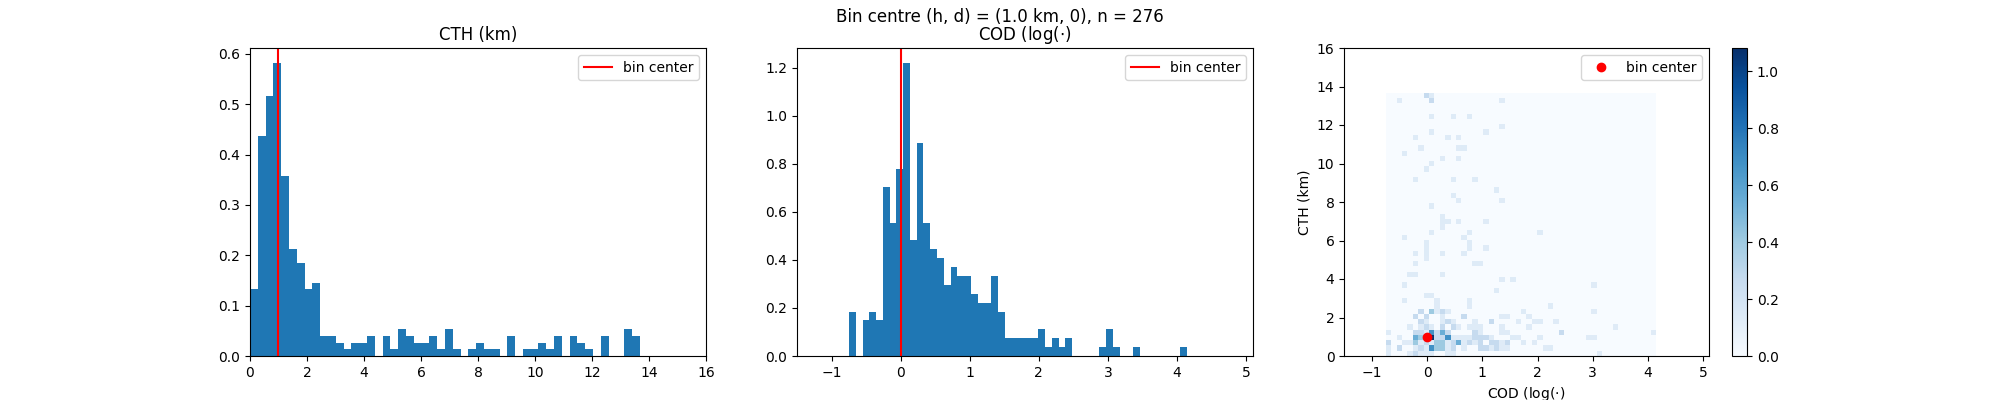 Bin centre (h, d) = (1.0 km, 0), n = 276
CTH (km)
0.6
0.5
0.4
0.3
0.2
0.1
0.0
0 2 4 6 8 10 12 14 16
bin center
COD (log(·)
1.2
1.0
0.8
0.6
0.4
0.2
0.0
−1 0 1 2 3 4 5
bin center
CTH (km)
16
14
12
10
8
6
4
2
0
−1 0 1 2 3 4 5
COD (log(·)
bin center
1.0
0.8
0.6
0.4
0.2
0.0